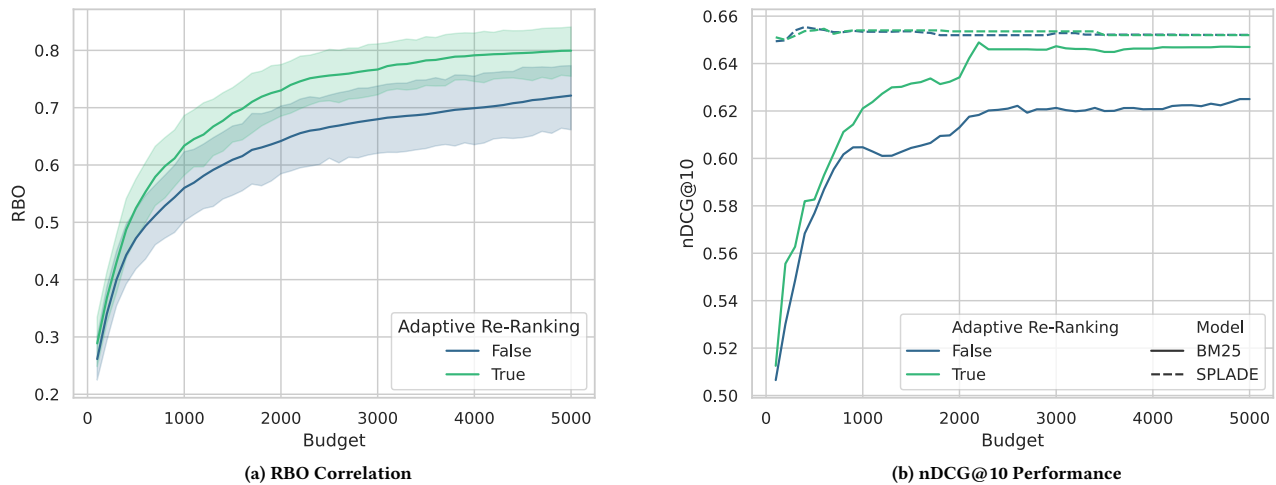 RBO
0.8
0.7
0.6
0.5
0.4
0.3
0.2
0
1000
2000
3000
4000
5000
Budget
Adaptive Re-Ranking
False
True
(a) RBO Correlation
nDCG@10
0.66
0.64
0.62
0.60
0.58
0.56
0.54
0.52
0.50
0
1000
2000
3000
4000
5000
Budget
Adaptive Re-Ranking
False
True
Model
BM25
SPLADE
(b) nDCG@10 Performance